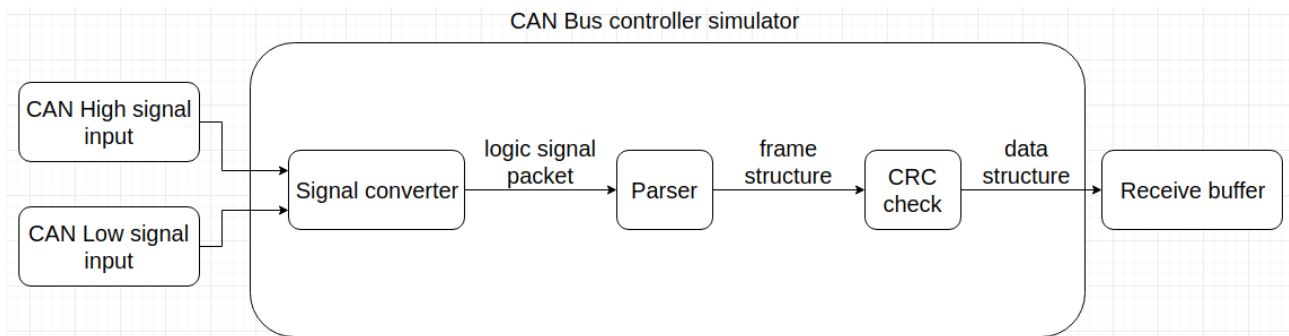 CAN Bus controller simulator
CAN High signal
input
CAN Low signal
input
Signal converter
logic signal
packet
Parser
frame
structure
CRC
check
data
structure
Receive buffer